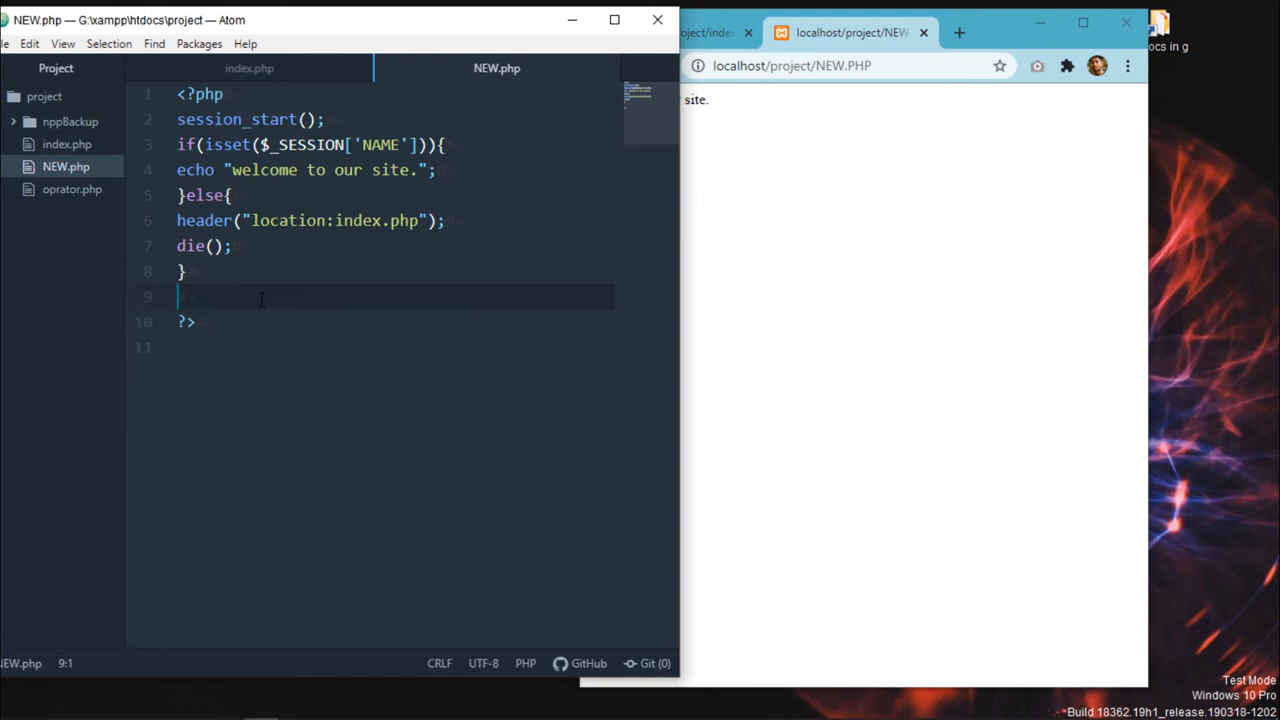 NEW.php — G:\xampp\htdocs\project — Atom
Edit View Selection Find Packages Help
Project
index.php
NEW.php
project
nppBackup
index.php
NEW.php
oprator.php
1 <?php
2 session_start();
3 if(isset($_SESSION['NAME'])){
4 echo "welcome to our site.";
5 }else{
6 header("location:index.php");
7 die();
8 }
9
10 ?>
11
NEW.php 9:1 CRLF UTF-8 PHP GitHub Git (0)
oject/index
localhost/project/NEW
localhost/project/NEW.PHP
site.
ocs in g
Test Mode
Windows 10 Pro
Build 18362.19h1_release.190318-1202